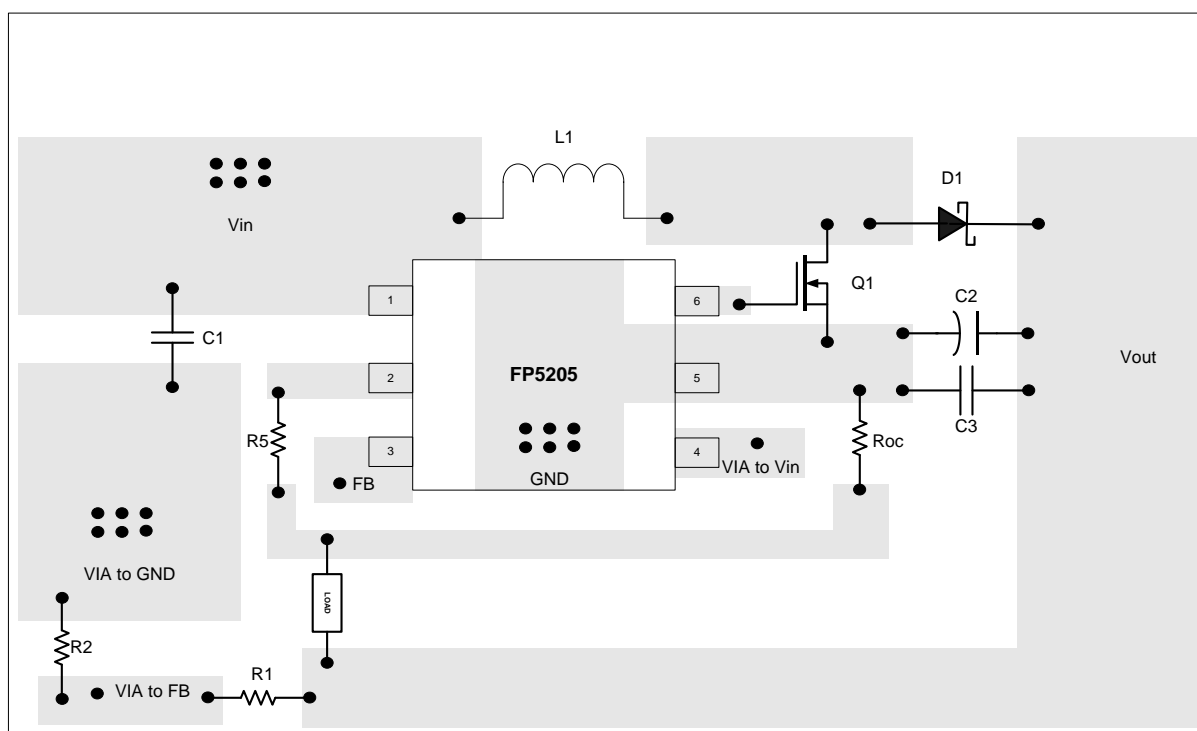 L1
D1
Vin
Q1
1
6
C1
C2
Vout
2
FP5205
5
R5
C3
Roc
3
4
FB
GND
VIA to Vin
VIA to GND
LOAD
R2
R1
VIA to FB